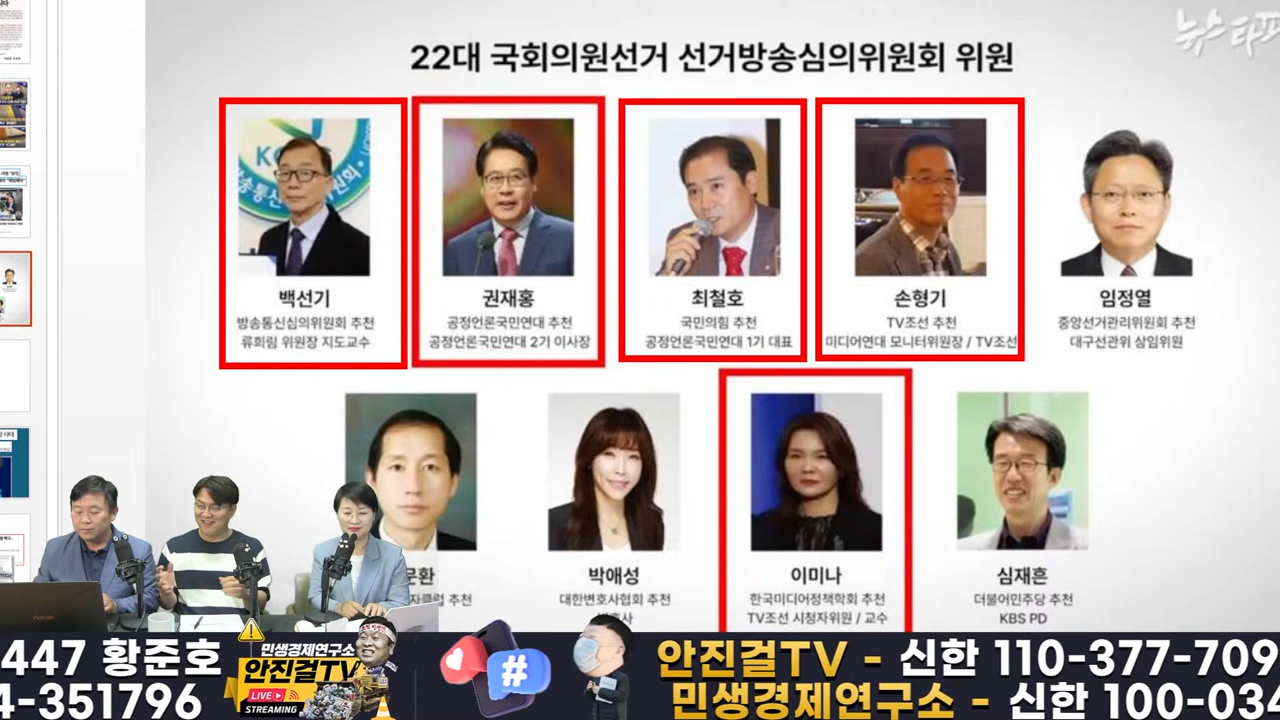 뉴스타파
22대 국회의원선거 선거방송심의위원회 위원
백선기
방송통신심의위원회 추천
류희림 위원장 지도교수
권재홍
공정언론국민연대 추천
공정언론국민연대 2기 이사장
최철호
국민의힘 추천
공정언론국민연대 1기 대표
손형기
TV조선 추천
미디어연대 모니터위원장 / TV조선
임정열
중앙선거관리위원회 추천
대구선관위 상임위원
문환
자클럽 추천
박애성
대한변호사협회 추천
이미나
한국미디어정책학회 추천
TV조선 시청자위원 / 교수
심재흔
더불어민주당 추천
KBS PD
447 황준호
4-351796
민생경제연구소
안진걸TV
LIVE
STREAMING
#
안진걸TV - 신한 110-377-709
민생경제연구소 - 신한 100-034